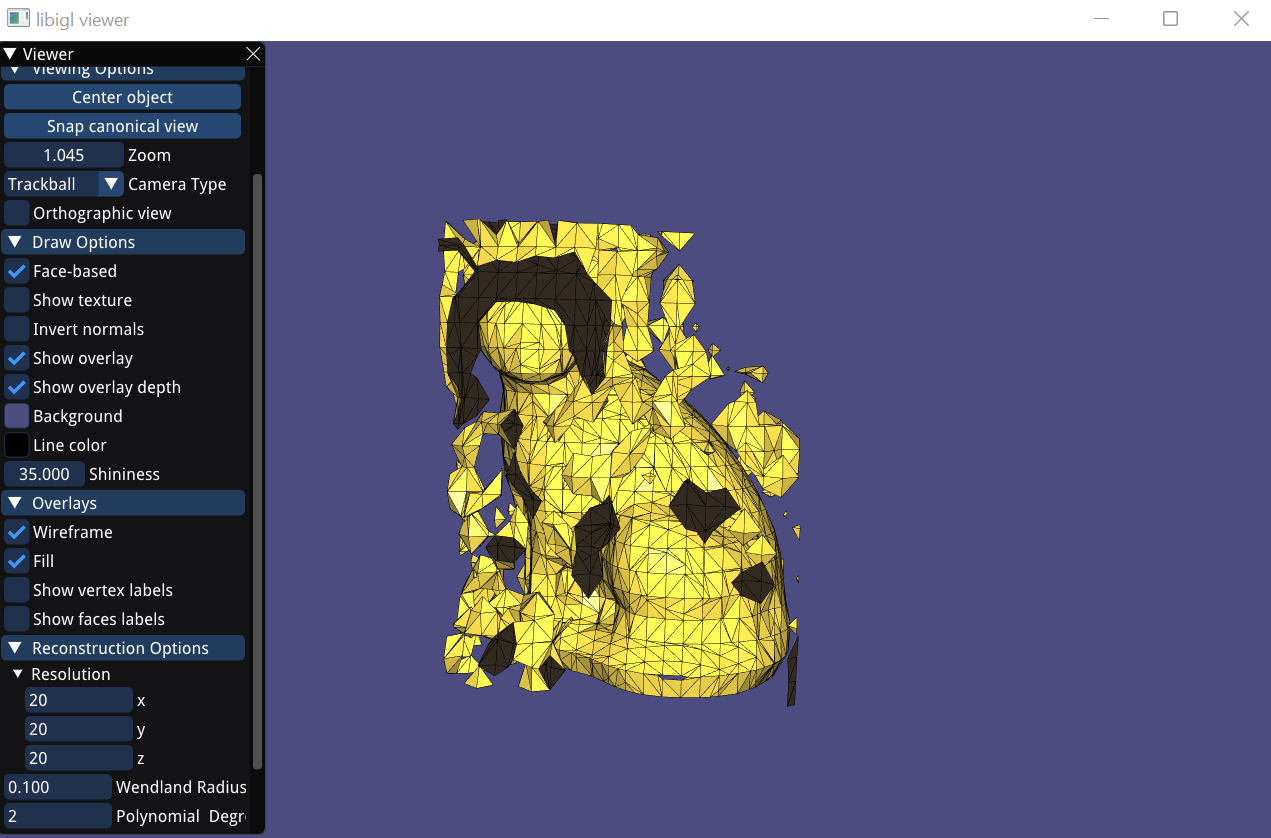 libigl viewer
Viewer
Viewing Options
Center object
Snap canonical view
1.045 Zoom
Trackball Camera Type
Orthographic view
Draw Options
Face-based
Show texture
Invert normals
Show overlay
Show overlay depth
Background
Line color
35.000 Shininess
Overlays
Wireframe
Fill
Show vertex labels
Show faces labels
Reconstruction Options
Resolution
20 x
20 y
20 z
0.100 Wendland Radius
2 Polynomial Degr